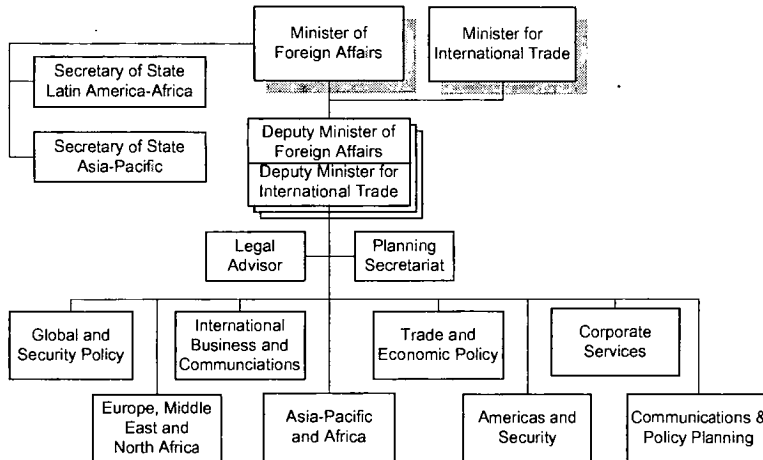 Minister of
Foreign Affairs
Minister for
International Trade
Secretary of State
Latin America-Africa
Secretary of State
Asia-Pacific
Deputy Minister of
Foreign Affairs
Deputy Minister for
International Trade
Legal
Advisor
Planning
Secretariat
Global and
Security Policy
International
Business and
Communciations
Trade and
Economic Policy
Corporate
Services
Europe, Middle
East and
North Africa
Asia-Pacific
and Africa
Americas and
Security
Communications &
Policy Planning